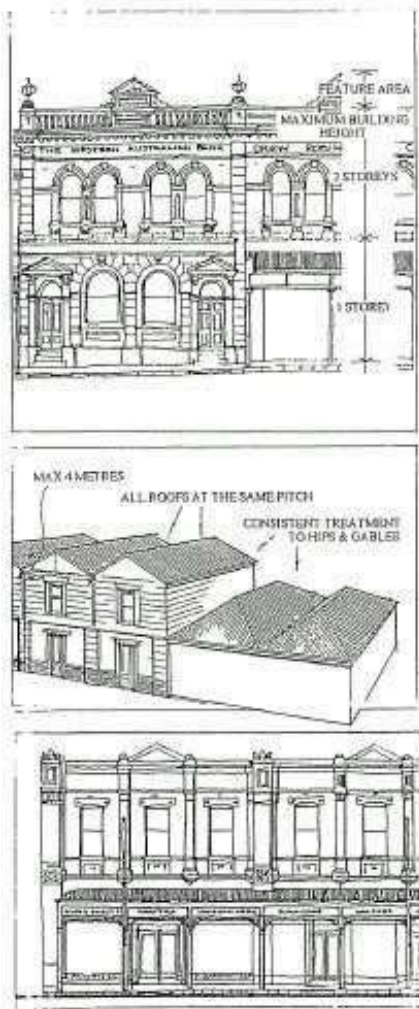 FEATURE AREA
MAXIMUM BUILDING
HEIGHT
THE WESTERN AUSTRALIAN BANK
2 STOREYS
1 STOREY
MAX 4 METRES
ALL ROOFS AT THE SAME PITCH
CONSISTENT TREATMENT
TO HIPS & GABLES